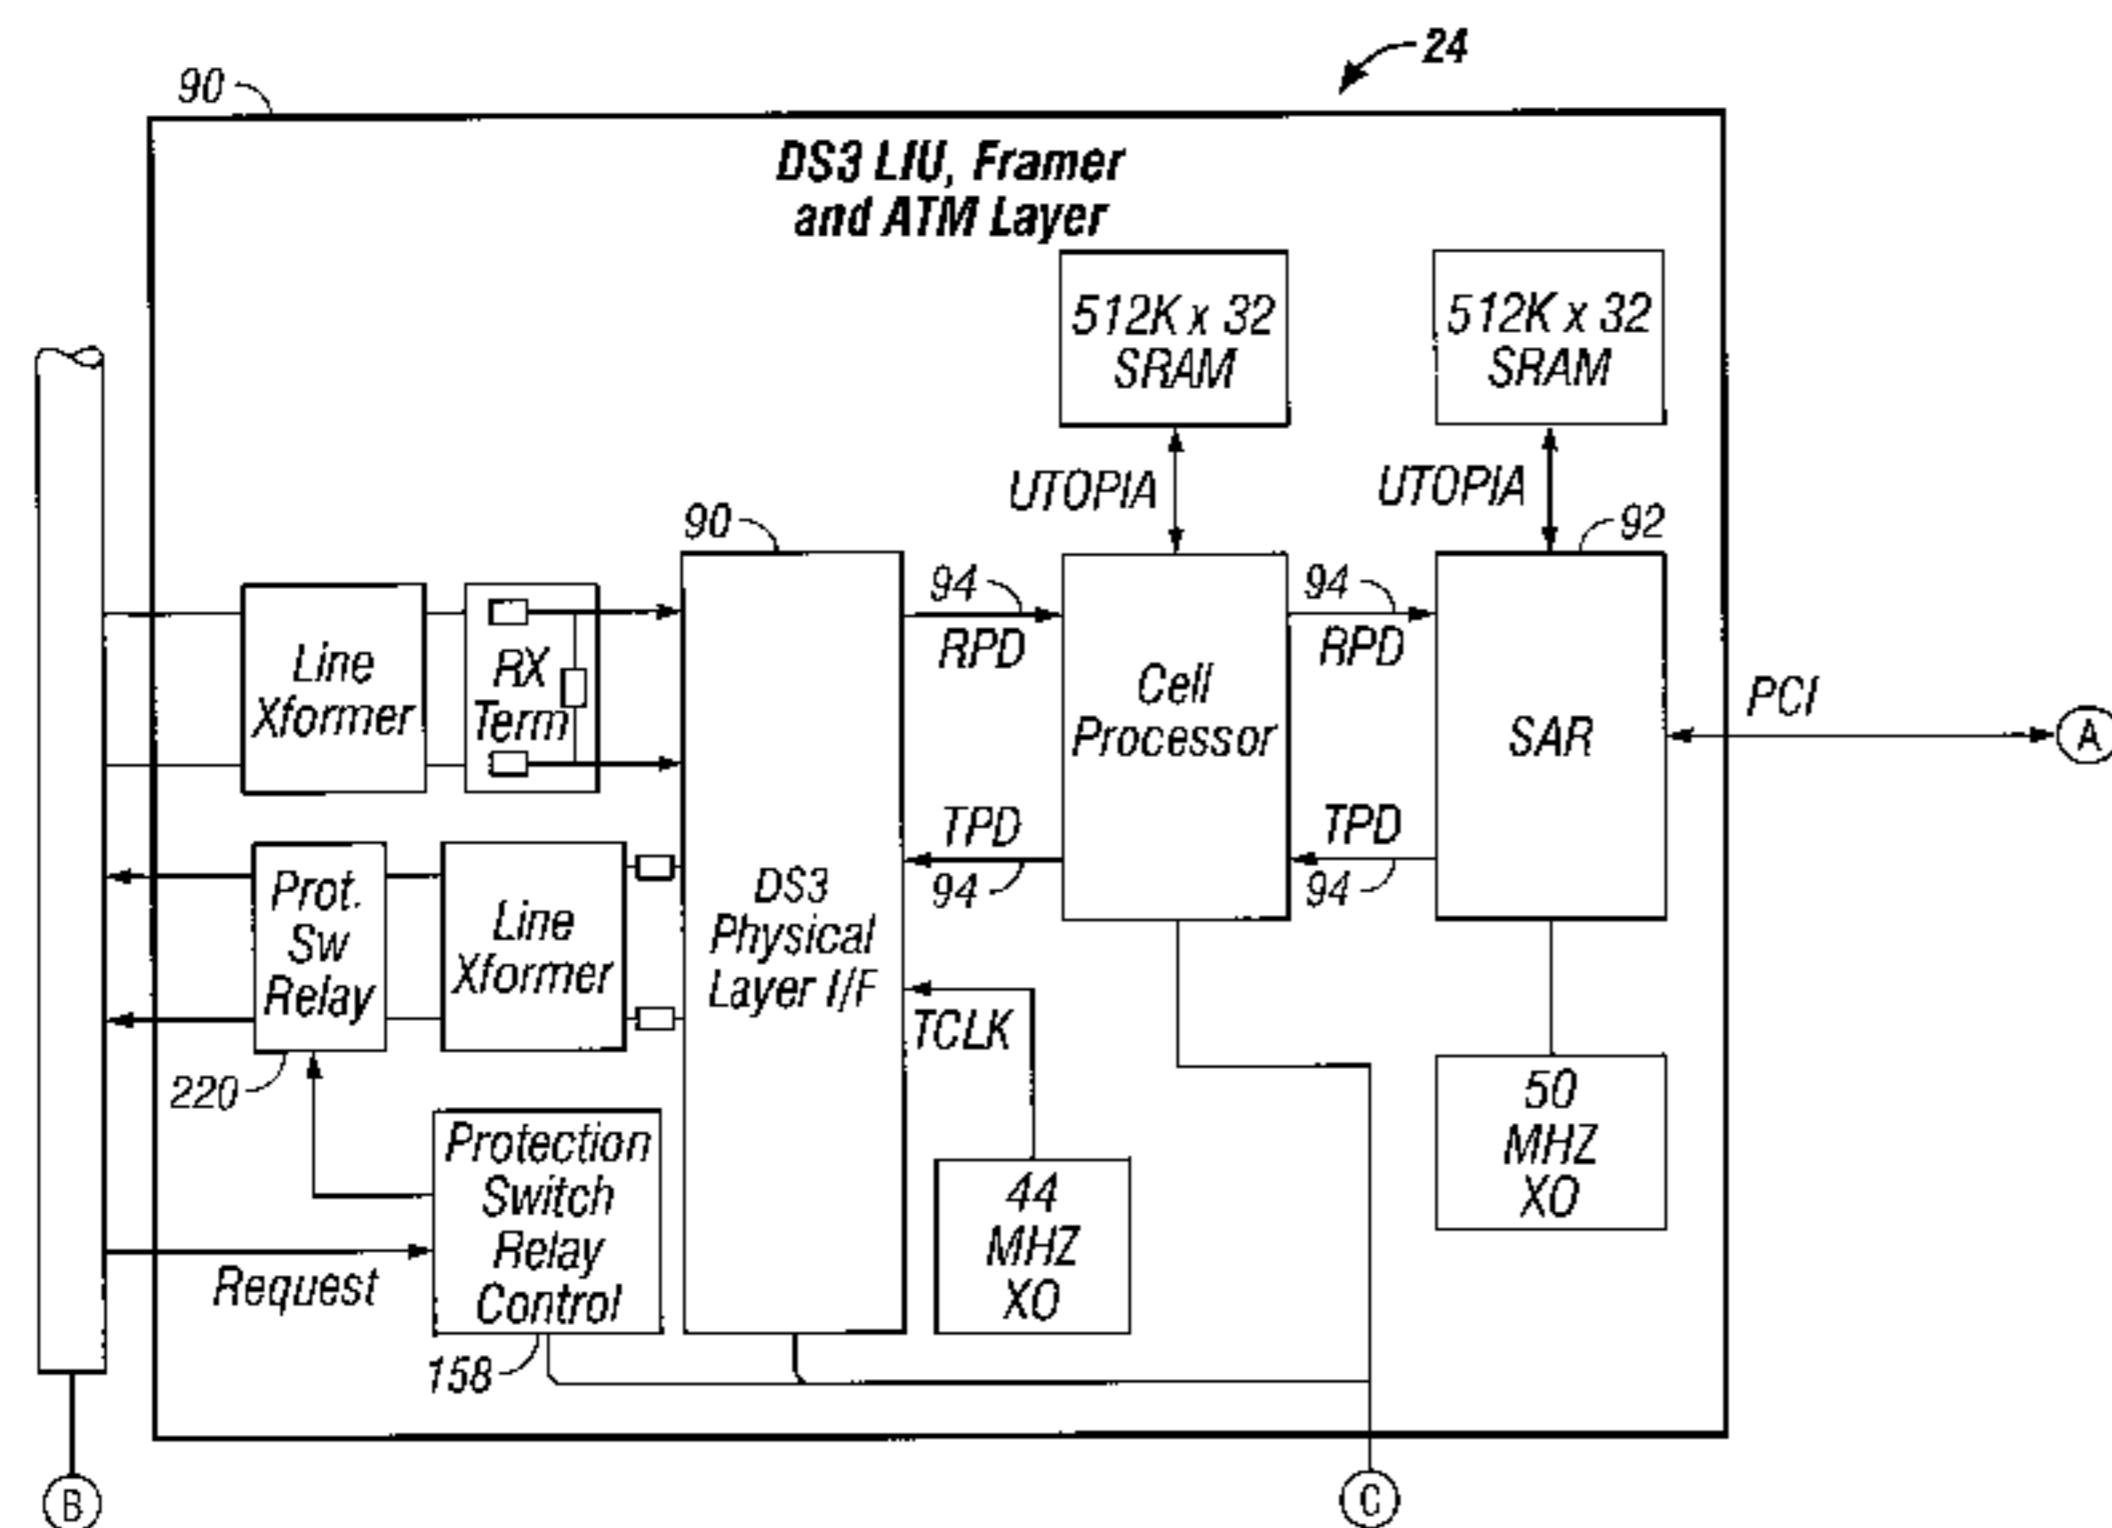 24
90
DS3 LIU, Framer
and ATM Layer
512K x 32
SRAM
512K x 32
SRAM
UTOPIA
UTOPIA
90
92
94
RPD
94
RPD
Line
Xformer
RX
Term
Cell
Processor
SAR
PCI
A
TPD
94
TPD
94
Prot.
Sw
Relay
Line
Xformer
DS3
Physical
Layer I/F
TCLK
220
Protection
Switch
Relay
Control
Request
158
44
MHZ
XO
50
MHZ
XO
B
C